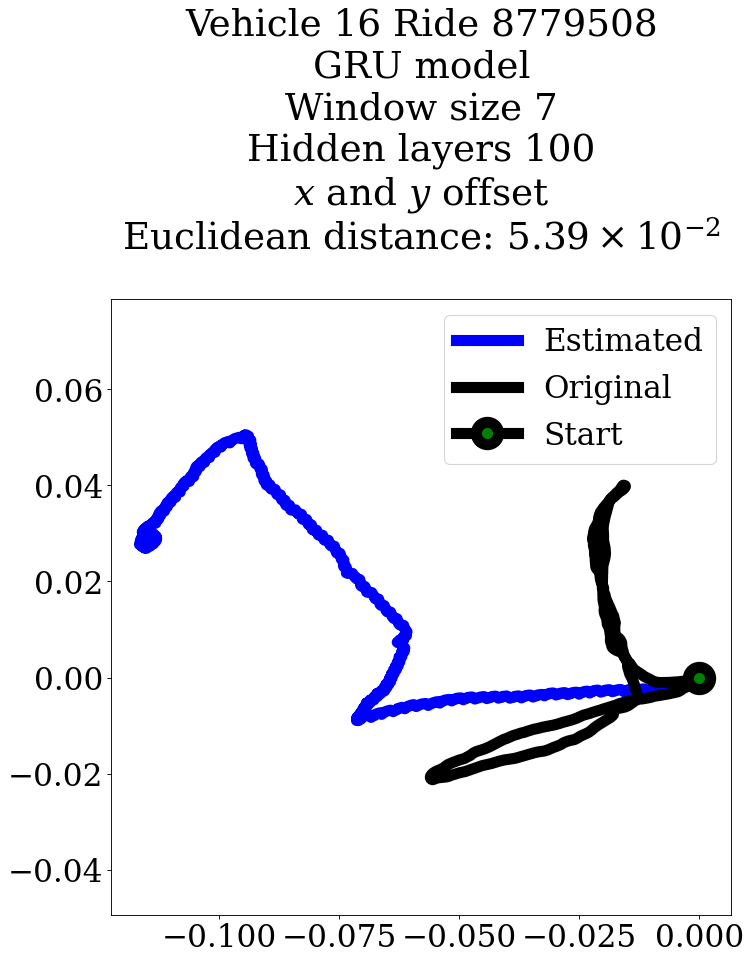 Vehicle 16 Ride 8779508
GRU model
Window size 7
Hidden layers 100
x and y offset
Euclidean distance: 5.39 × 10⁻²
Estimated
Original
Start
0.06
0.04
0.02
0.00
−0.02
−0.04
−0.100 −0.075 −0.050 −0.025 0.000